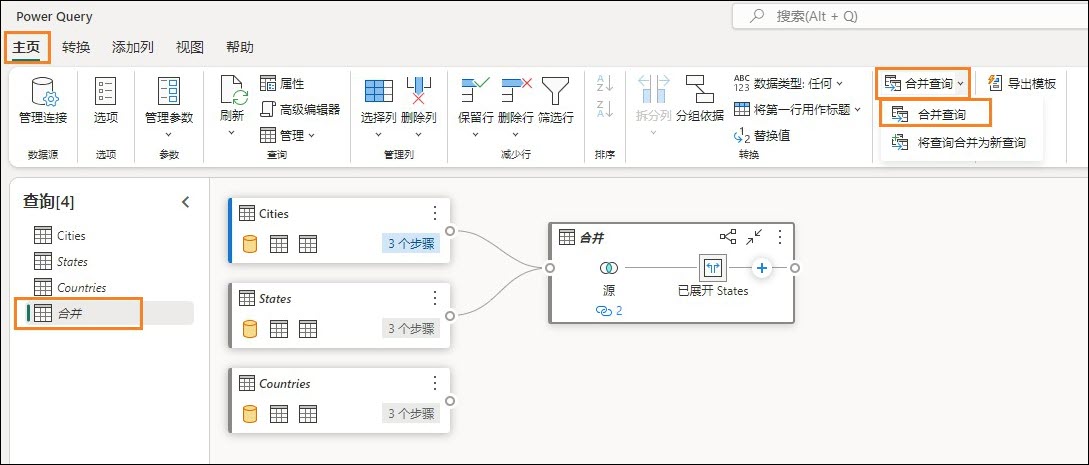 Power Query
搜索(Alt + Q)
主页 转换 添加列 视图 帮助
管理连接
数据源
选项
选项
管理参数
参数
刷新
属性
高级编辑器
管理
查询
选择列 删除列
管理列
保留行 删除行 筛选行
减少行
A
Z
Z
A
排序
拆分列 分组依据
ABC
123
数据类型: 任何
将第一行用作标题
1
2
替换值
转换
合并查询
合并查询
将查询合并为新查询
导出模板
查询[4]
Cities
States
Countries
合并
Cities
3 个步骤
States
3 个步骤
Countries
3 个步骤
合并
源
2
已展开 States